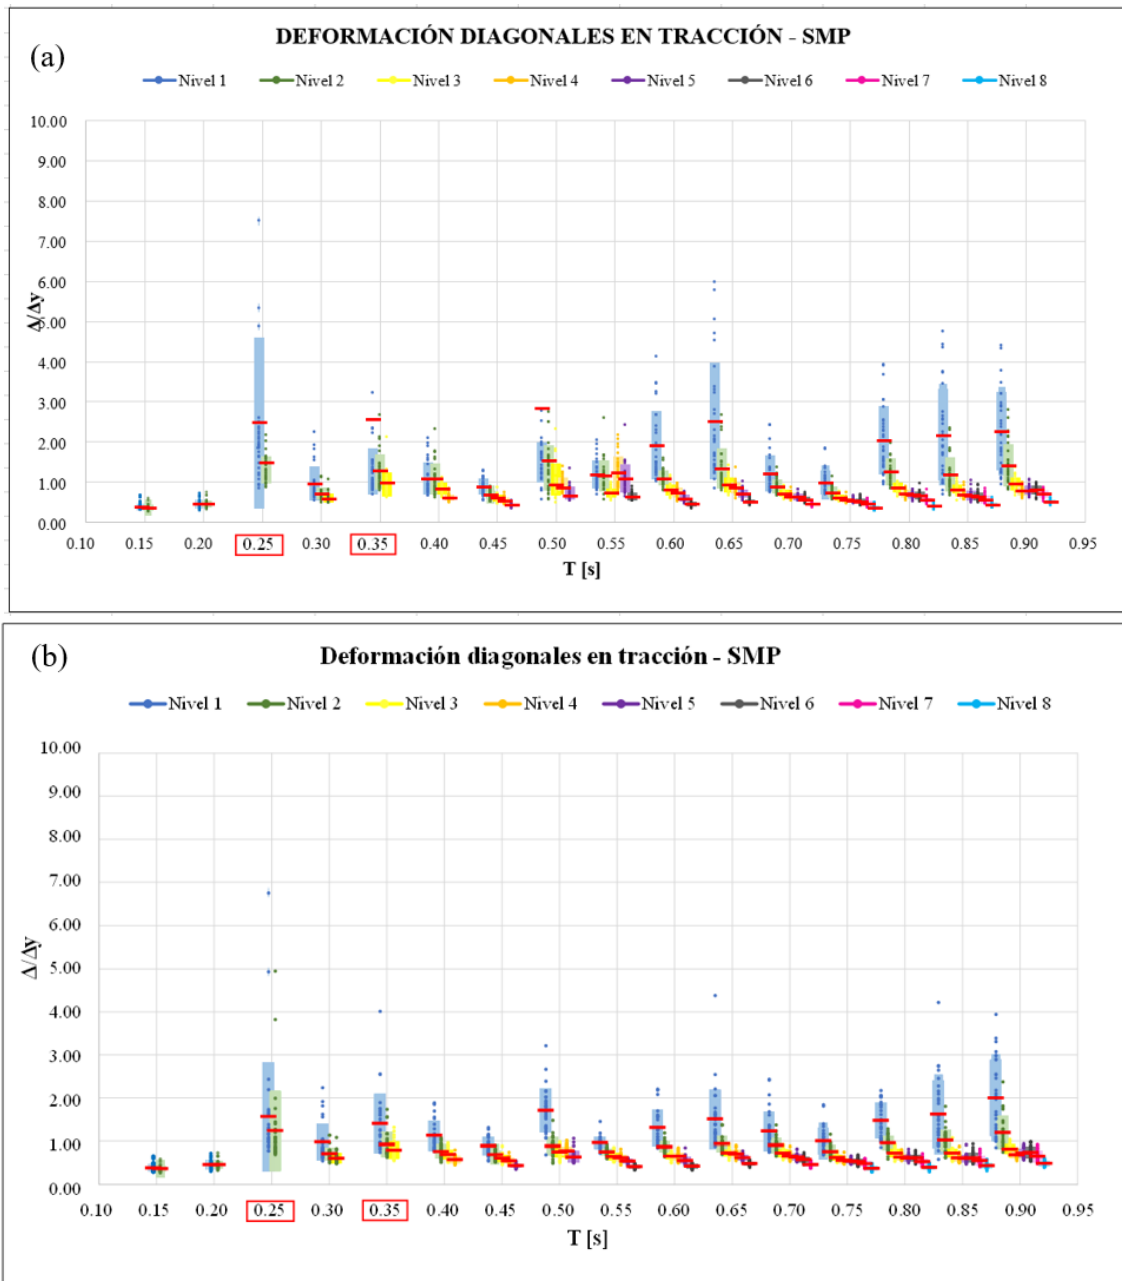 (a)
DEFORMACIÓN DIAGONALES EN TRACCIÓN - SMP
Nivel 1 Nivel 2 Nivel 3 Nivel 4 Nivel 5 Nivel 6 Nivel 7 Nivel 8
10.00
9.00
8.00
7.00
6.00
5.00
4.00
3.00
2.00
1.00
0.00
Δ/Δy
0.10 0.15 0.20 0.25 0.30 0.35 0.40 0.45 0.50 0.55 0.60 0.65 0.70 0.75 0.80 0.85 0.90 0.95
T [s]
(b)
Deformación diagonales en tracción - SMP
Nivel 1 Nivel 2 Nivel 3 Nivel 4 Nivel 5 Nivel 6 Nivel 7 Nivel 8
10.00
9.00
8.00
7.00
6.00
5.00
4.00
3.00
2.00
1.00
0.00
Δ/Δy
0.10 0.15 0.20 0.25 0.30 0.35 0.40 0.45 0.50 0.55 0.60 0.65 0.70 0.75 0.80 0.85 0.90 0.95
T [s]